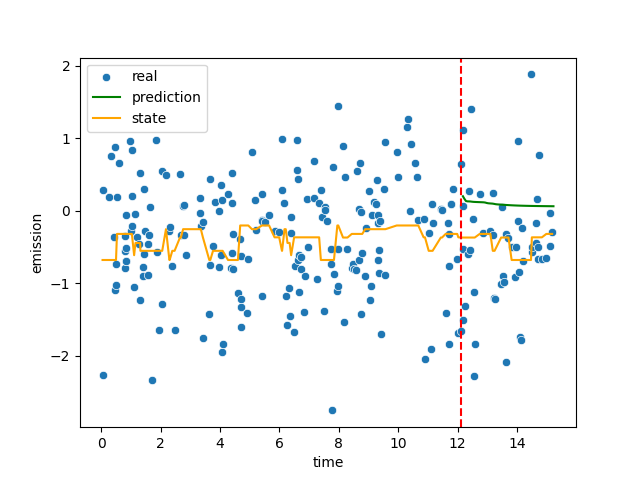 2
1
0
−1
−2
emission
real
prediction
state
0 2 4 6 8 10 12 14
time